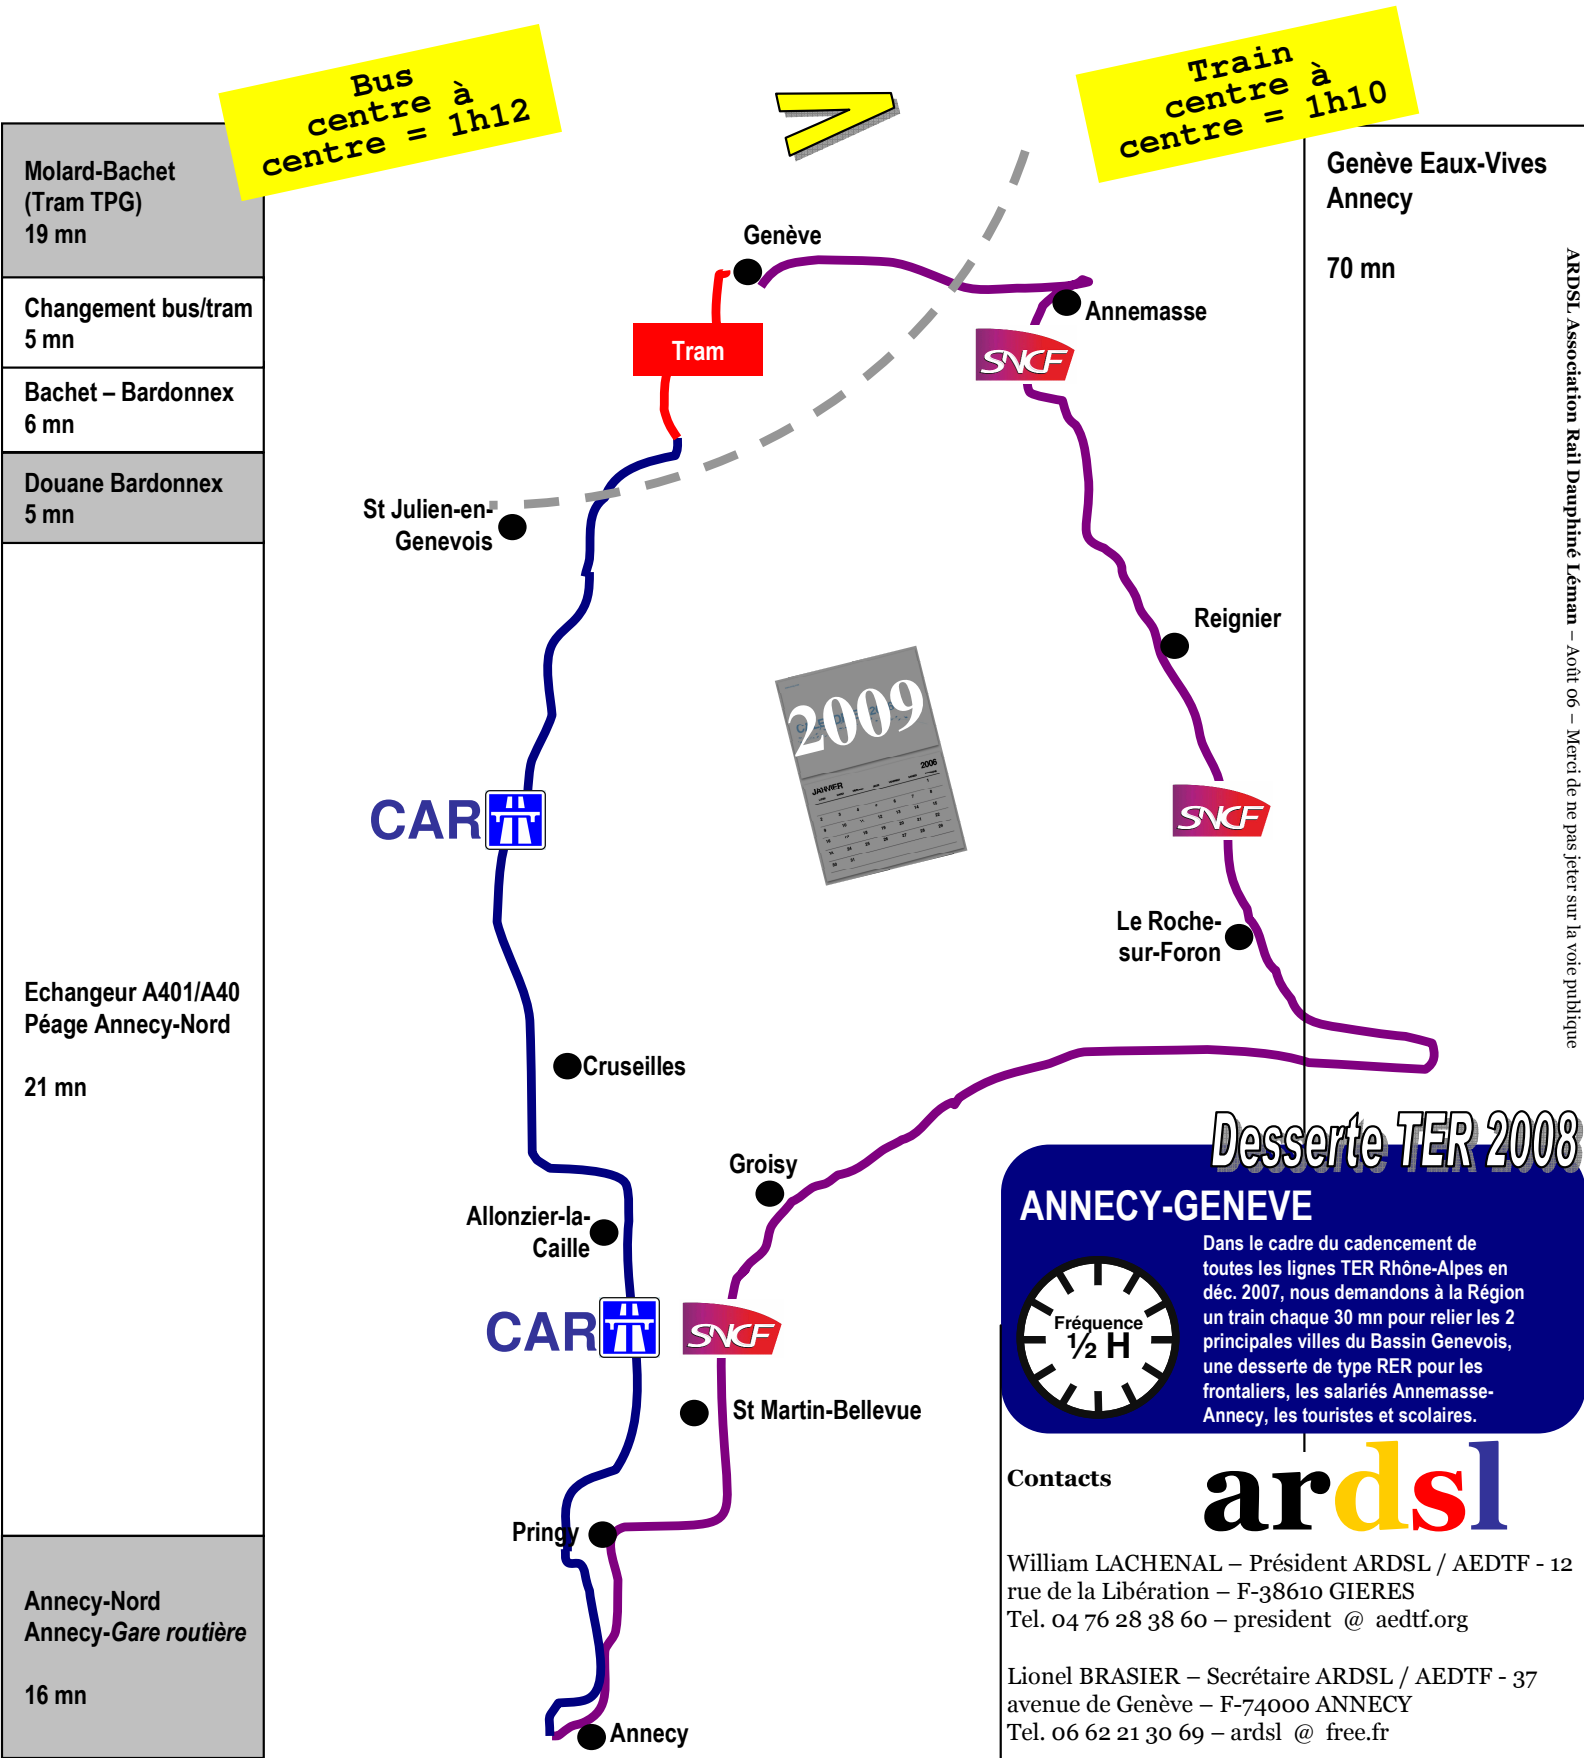 Bus
centre à
centre = 1h12
V
Train
centre à
centre = 1h10
Molard-Bachet
(Tram TPG)
19 mn
Changement bus/tram
5 mn
Bachet – Bardonnex
6 mn
Douane Bardonnex
5 mn
Echangeur A401/A40
Péage Annecy-Nord
21 mn
Annecy-Nord
Annecy-Gare routière
16 mn
Genève
Annemasse
Tram
SNCF
St Julien-en-
Genevois
Reignier
2009
2006
JANVIER
CAR
SNCF
Le Roche-
sur-Foron
Cruseilles
Groisy
Allonzier-la-
Caille
CAR
SNCF
St Martin-Bellevue
Pringy
Annecy
Genève Eaux-Vives
Annecy
70 mn
ARDSL Association Rail Dauphiné Léman – Août 06 – Merci de ne pas jeter sur la voie publique
Desserte TER 2008
ANNECY-GENEVE
Fréquence
½ H
Dans le cadre du cadencement de
toutes les lignes TER Rhône-Alpes en
déc. 2007, nous demandons à la Région
un train chaque 30 mn pour relier les 2
principales villes du Bassin Genevois,
une desserte de type RER pour les
frontaliers, les salariés Annemasse-
Annecy, les touristes et scolaires.
Contacts
ardsl
William LACHENAL – Président ARDSL / AEDTF - 12
rue de la Libération – F-38610 GIERES
Tel. 04 76 28 38 60 – president @ aedtf.org
Lionel BRASIER – Secrétaire ARDSL / AEDTF - 37
avenue de Genève – F-74000 ANNECY
Tel. 06 62 21 30 69 – ardsl @ free.fr